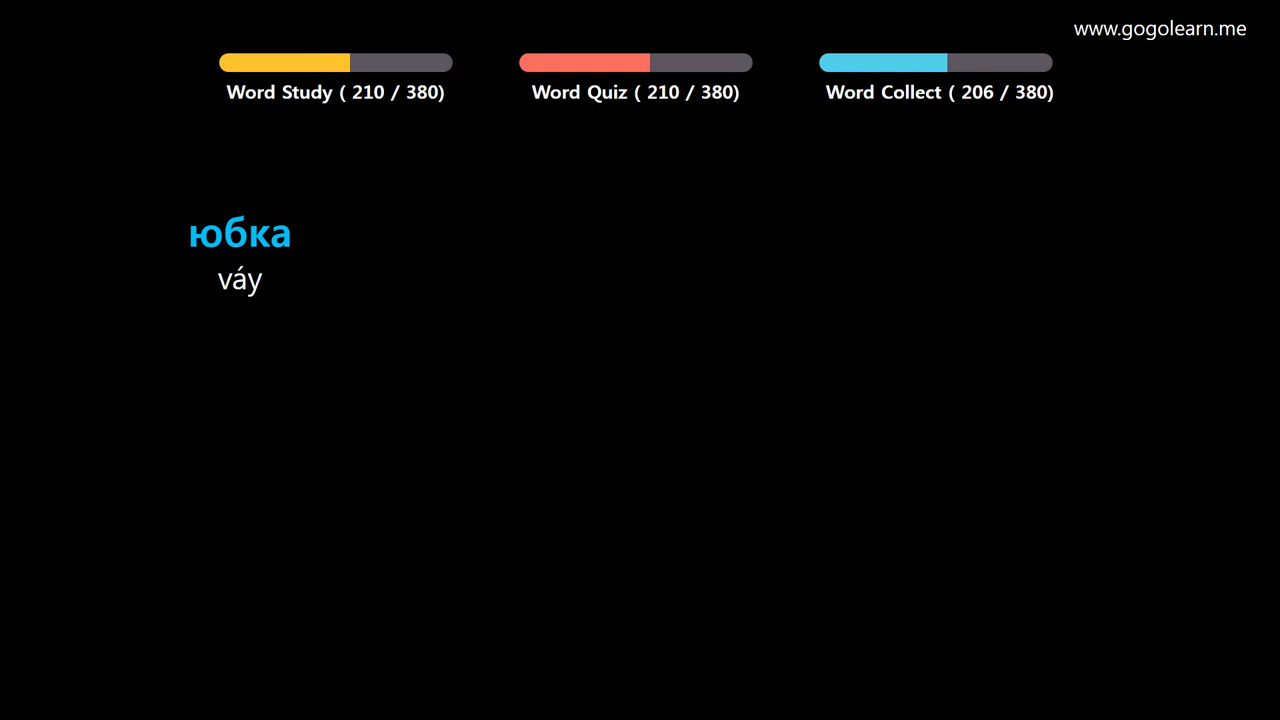 www.gogolearn.me
Word Study ( 210 / 380)
Word Quiz ( 210 / 380)
Word Collect ( 206 / 380)
юбка
váy